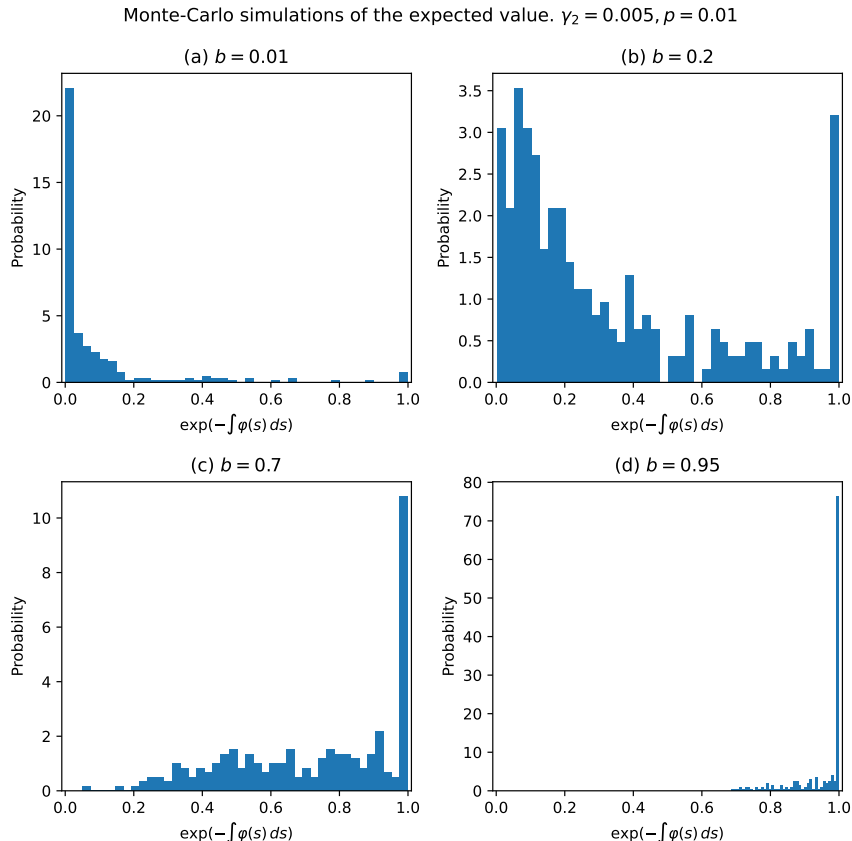 Monte-Carlo simulations of the expected value. γ₂ = 0.005, p = 0.01
(a) b = 0.01
Probability
20
15
10
5
0
0.0 0.2 0.4 0.6 0.8 1.0
exp(−∫φ(s) ds)
(b) b = 0.2
Probability
3.5
3.0
2.5
2.0
1.5
1.0
0.5
0.0
0.0 0.2 0.4 0.6 0.8 1.0
exp(−∫φ(s) ds)
(c) b = 0.7
Probability
10
8
6
4
2
0
0.0 0.2 0.4 0.6 0.8 1.0
exp(−∫φ(s) ds)
(d) b = 0.95
Probability
80
70
60
50
40
30
20
10
0
0.0 0.2 0.4 0.6 0.8 1.0
exp(−∫φ(s) ds)